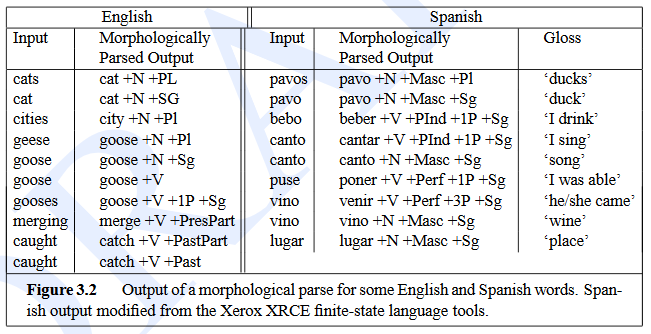 English Spanish
Input Morphologically Input Morphologically Gloss
Parsed Output Parsed Output
cats cat +N +PL pavos pavo +N +Masc +Pl ‘ducks’
cat cat +N +SG pavo pavo +N +Masc +Sg ‘duck’
cities city +N +Pl bebo beber +V +PInd +1P +Sg ‘I drink’
geese goose +N +Pl canto cantar +V +PInd +1P +Sg ‘I sing’
goose goose +N +Sg canto canto +N +Masc +Sg ‘song’
goose goose +V puse poner +V +Perf +1P +Sg ‘I was able’
gooses goose +V +1P +Sg vino venir +V +Perf +3P +Sg ‘he/she came’
merging merge +V +PresPart vino vino +N +Masc +Sg ‘wine’
caught catch +V +PastPart lugar lugar +N +Masc +Sg ‘place’
caught catch +V +Past
Figure 3.2 Output of a morphological parse for some English and Spanish words. Span-
ish output modified from the Xerox XRCE finite-state language tools.